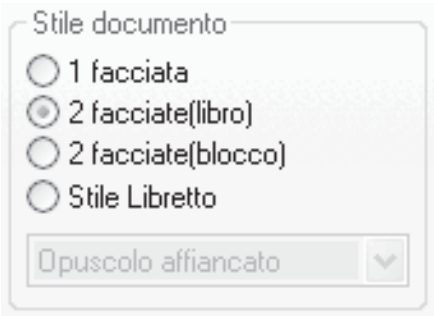 Stile documento
1 facciata
2 facciate(libro)
2 facciate(blocco)
Stile Libretto
Opuscolo affiancato